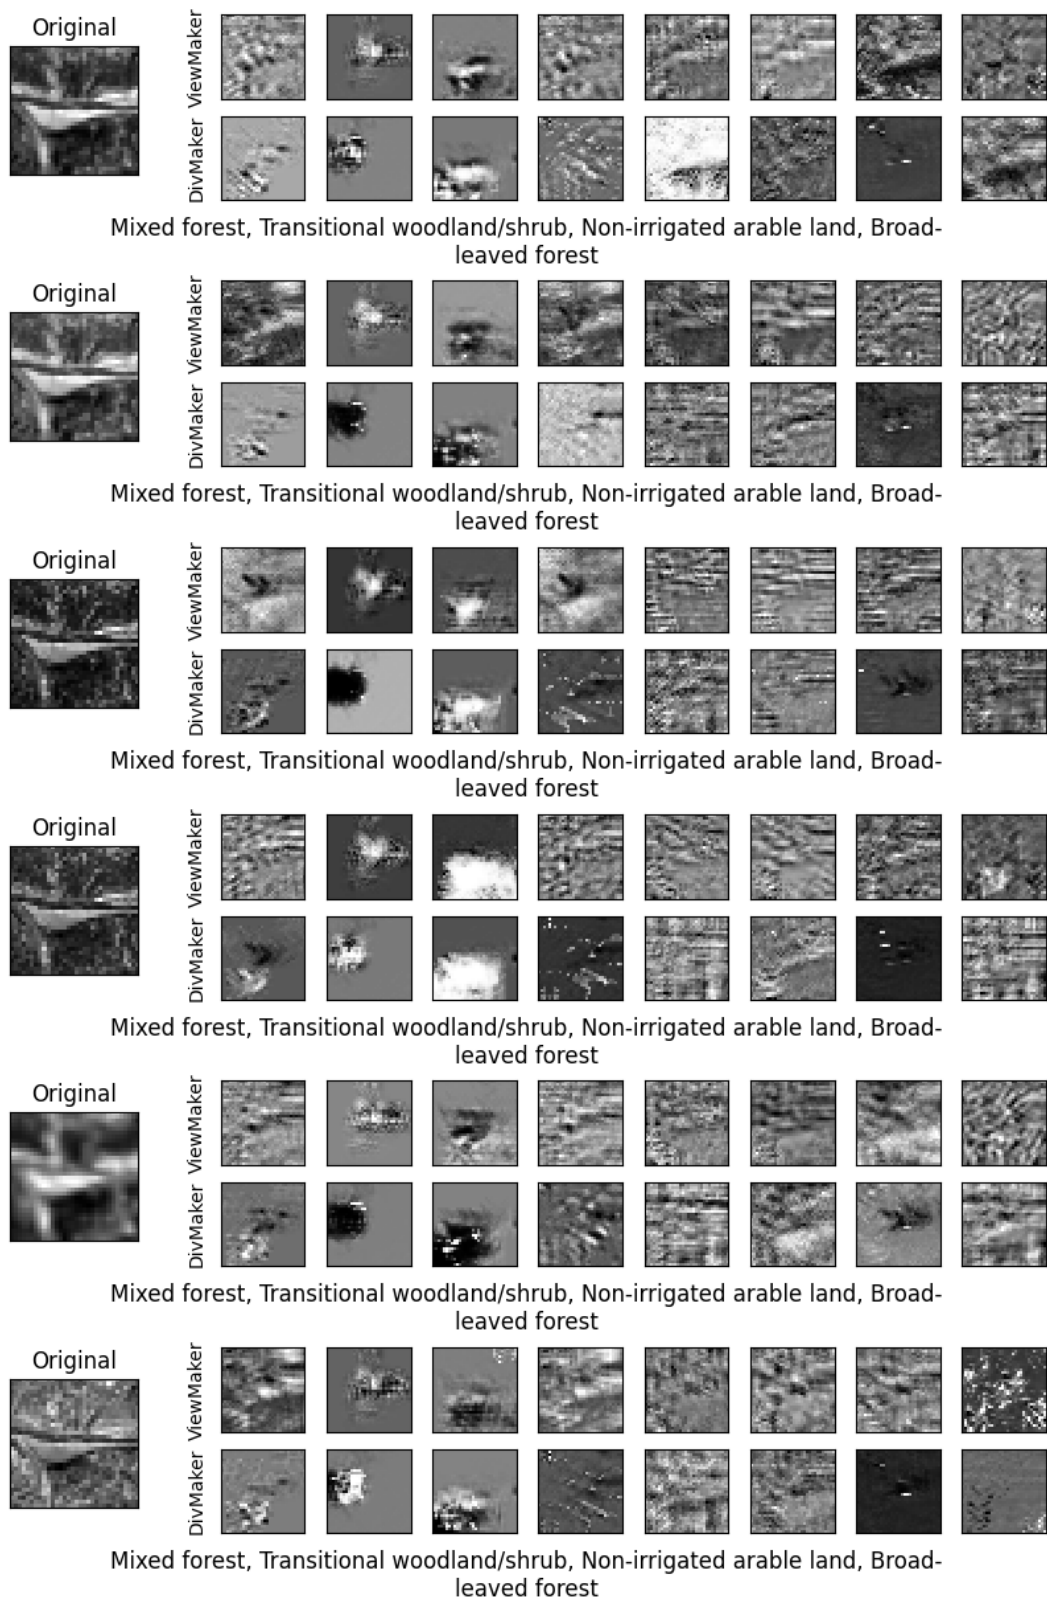 Original
ViewMaker
DivMaker
Mixed forest, Transitional woodland/shrub, Non-irrigated arable land, Broad-
leaved forest
Original
ViewMaker
DivMaker
Mixed forest, Transitional woodland/shrub, Non-irrigated arable land, Broad-
leaved forest
Original
ViewMaker
DivMaker
Mixed forest, Transitional woodland/shrub, Non-irrigated arable land, Broad-
leaved forest
Original
ViewMaker
DivMaker
Mixed forest, Transitional woodland/shrub, Non-irrigated arable land, Broad-
leaved forest
Original
ViewMaker
DivMaker
Mixed forest, Transitional woodland/shrub, Non-irrigated arable land, Broad-
leaved forest
Original
ViewMaker
DivMaker
Mixed forest, Transitional woodland/shrub, Non-irrigated arable land, Broad-
leaved forest